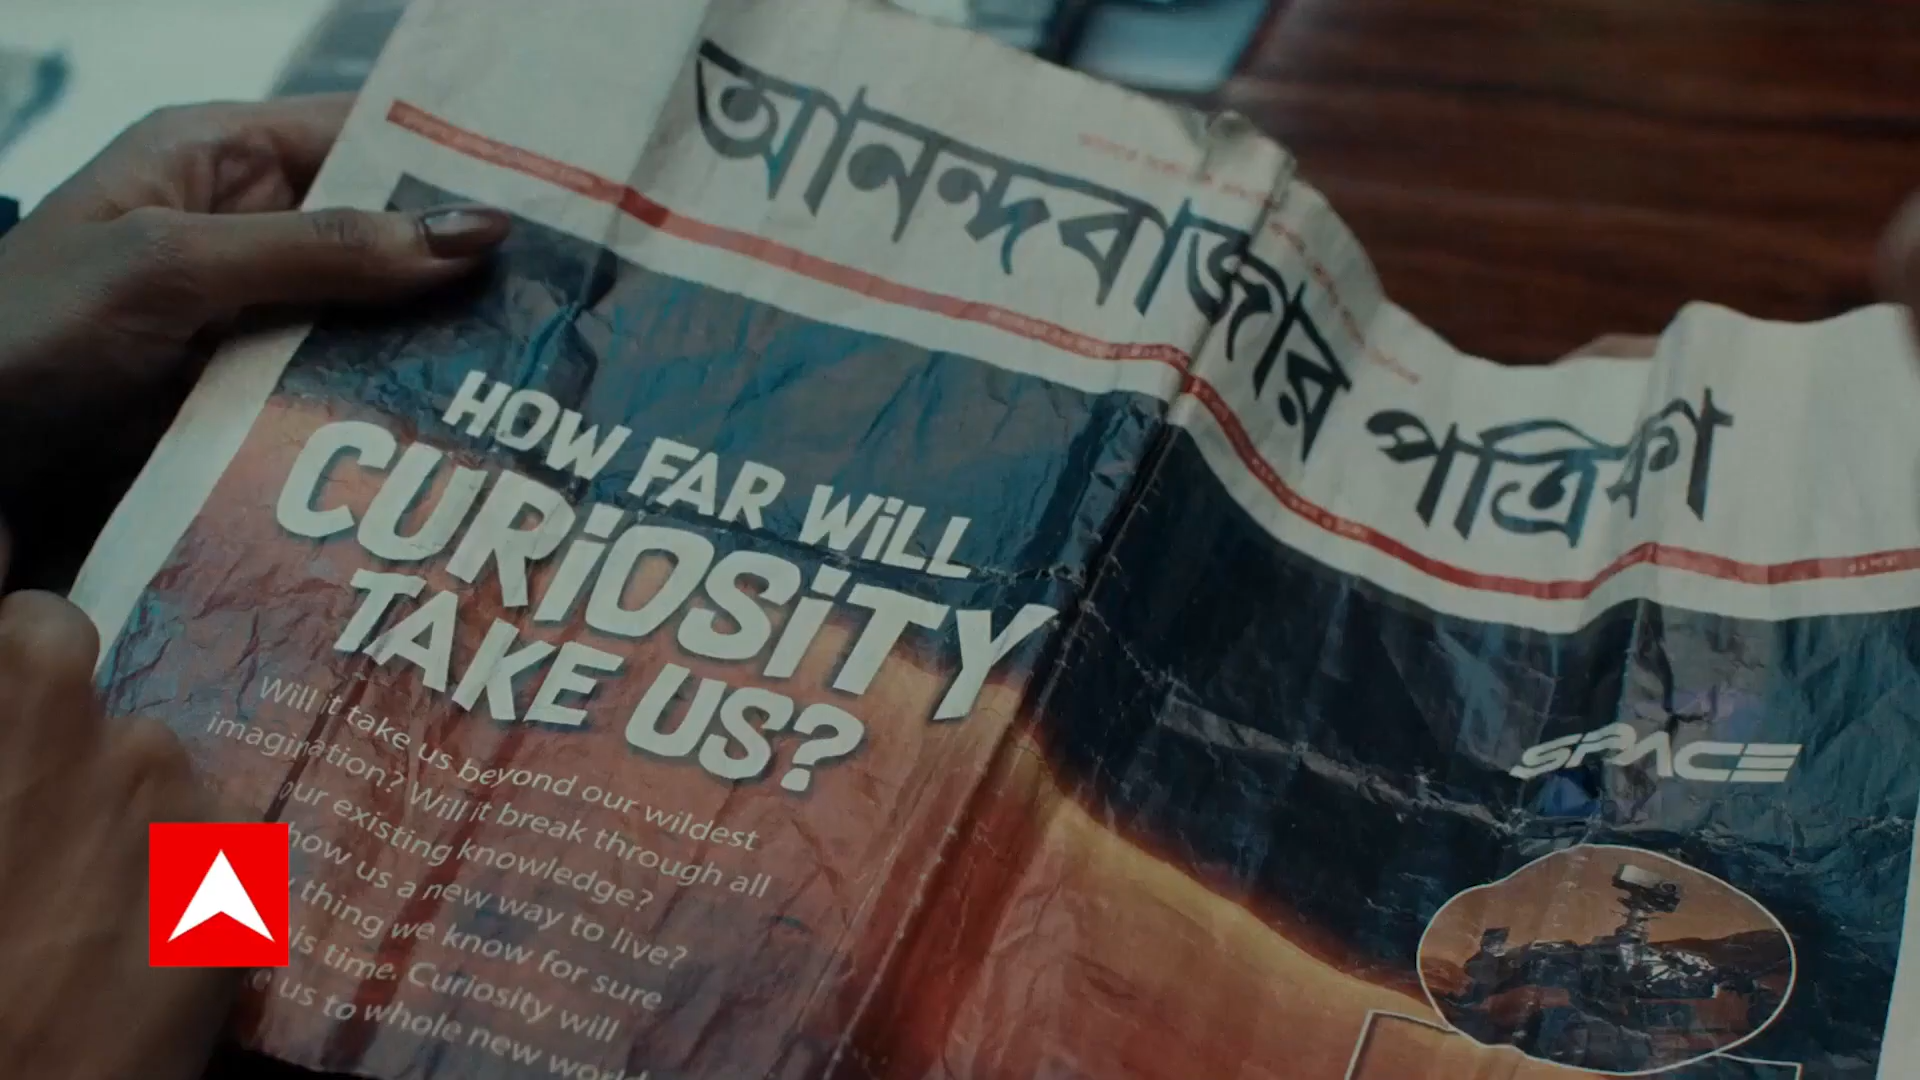 আনন্দবাজার পত্রিকা
HOW FAR WiLL
CURiOSiTY
TAKE US?
Will it take us beyond our wildest
imagination? Will it break through all
our existing knowledge?
how us a new way to live?
thing we know for sure
is time. Curiosity will
us to whole new
SPACE